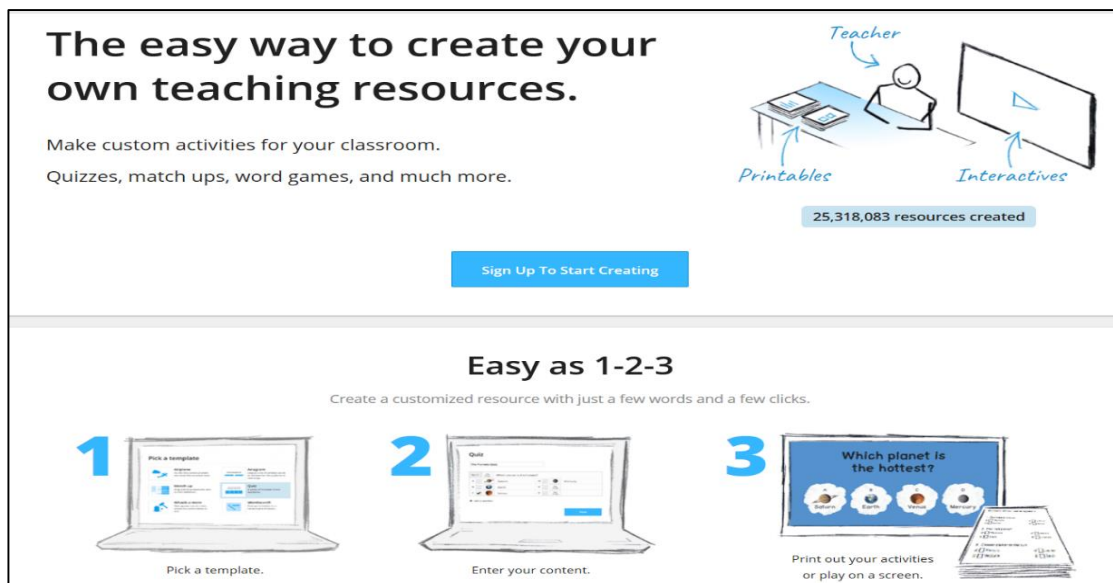 The easy way to create your
own teaching resources.
Make custom activities for your classroom.
Quizzes, match ups, word games, and much more.
Teacher
Printables
Interactives
25,318,083 resources created
Sign Up To Start Creating
Easy as 1-2-3
Create a customized resource with just a few words and a few clicks.
1
Pick a template
Quiz
Pick a template.
2
Quiz
Enter your content.
3
Which planet is
the hottest?
Saturn
Earth
Venus
Mercury
Print out your activities
or play on a screen.